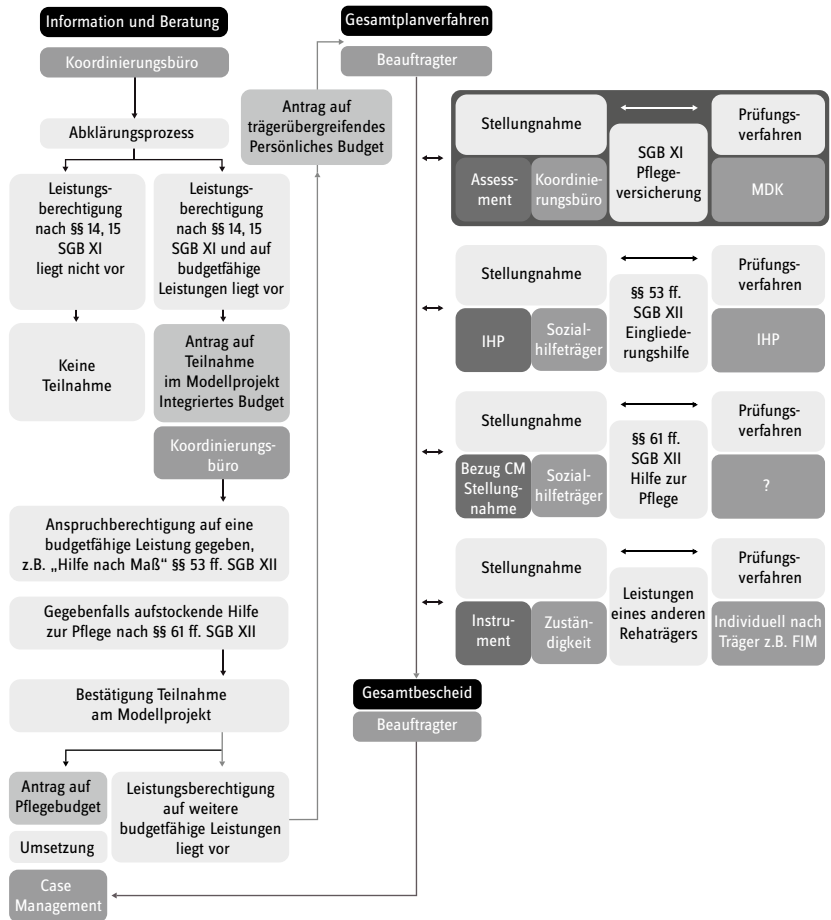 Information und Beratung
Koordinierungsbüro
Abklärungsprozess
Leistungs-
berechtigung
nach §§ 14, 15
SGB XI
liegt nicht vor
Leistungs-
berechtigung
nach §§ 14, 15
SGB XI und auf
budgetfähige
Leistungen liegt vor
Keine
Teilnahme
Antrag auf
Teilnahme
im Modellprojekt
Integriertes Budget
Koordinierungs-
büro
Anspruchberechtigung auf eine
budgetfähige Leistung gegeben,
z.B. „Hilfe nach Maß“ §§ 53 ff. SGB XII
Gegebenfalls aufstockende Hilfe
zur Pflege nach §§ 61 ff. SGB XII
Bestätigung Teilnahme
am Modellprojekt
Antrag auf
Pflegebudget
Umsetzung
Case
Management
Leistungsberechtigung
auf weitere
budgetfähige Leistungen
liegt vor
Antrag auf
trägerübergreifendes
Persönliches Budget
Gesamtplanverfahren
Beauftragter
Stellungnahme
Assess-
ment
Koordinie-
rungsbüro
SGB XI
Pflege-
versicherung
Prüfungs-
verfahren
MDK
Stellungnahme
IHP
Sozial-
hilfeträger
§§ 53 ff.
SGB XII
Eingliede-
rungshilfe
Prüfungs-
verfahren
IHP
Stellungnahme
Bezug CM
Stellung-
nahme
Sozial-
hilfeträger
§§ 61 ff.
SGB XII
Hilfe zur
Pflege
Prüfungs-
verfahren
?
Stellungnahme
Instru-
ment
Zustän-
digkeit
Leistungen
eines anderen
Rehaträgers
Prüfungs-
verfahren
Individuell nach
Träger z.B. FIM
Gesamtbescheid
Beauftragter